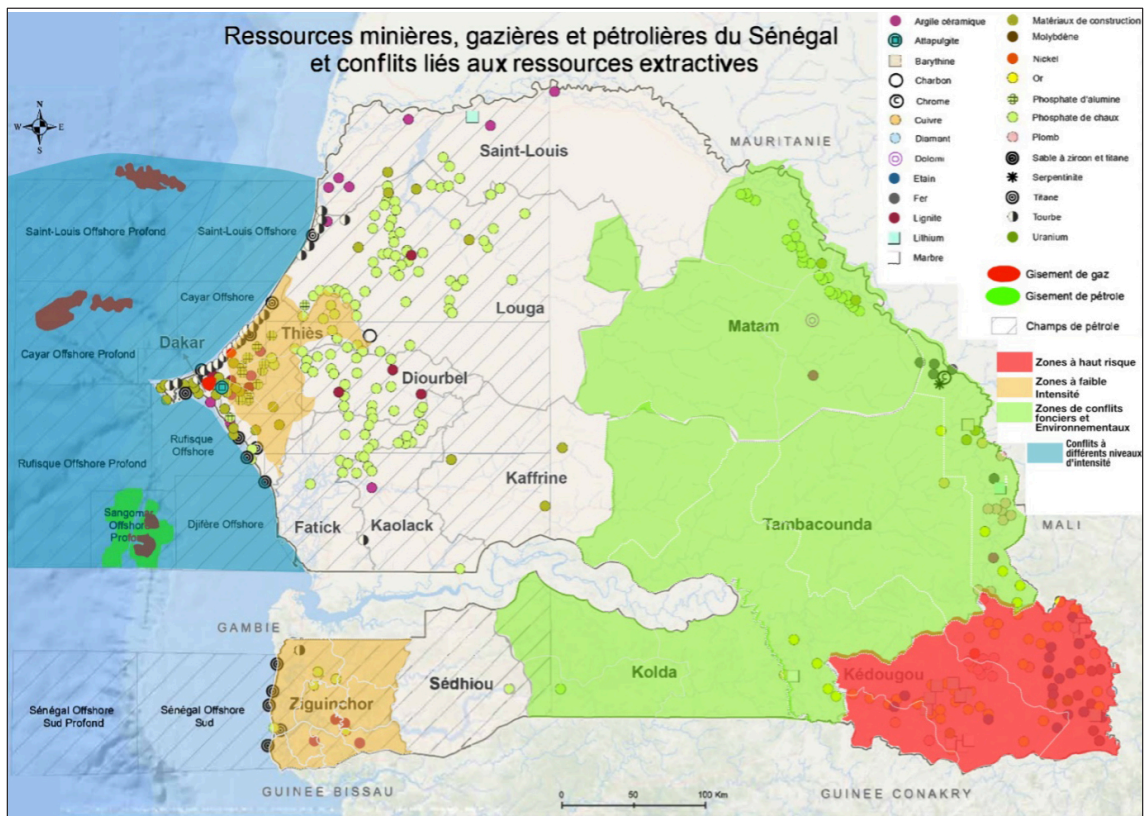 Ressources minières, gazières et pétrolières du Sénégal
et conflits liés aux ressources extractives
N
W E
S
Argile céramique
Attapulgite
Barythine
Charbon
Chrome
Cuivre
Diamant
Dolomi
Etain
Fer
Lignite
Lithium
Marbre
Matériaux de construction
Molybdène
Nickel
Or
Phosphate d'alumine
Phosphate de chaux
Plomb
Sable à zircon et titane
Serpentinite
Titane
Tourbe
Uranium
Gisement de gaz
Gisement de pétrole
Champs de pétrole
Zones à haut risque
Zones à faible
Intensité
Zones de conflits
fonciers et
Environnementaux
Conflits à
différents niveaux
d'intensité
MAURITANIE
Saint-Louis
Saint-Louis Offshore Profond
Saint-Louis Offshore
Cayar Offshore
Louga
Thiès
Matam
Dakar
Cayar Offshore Profond
Diourbel
Rufisque
Offshore
Rufisque Offshore Profond
Kaffrine
Sangomar
Offshore
Profond
Djifère Offshore
Fatick
Kaolack
Tambacounda
MALI
GAMBIE
Kolda
Kédougou
Sédhiou
Ziguinchor
Sénégal Offshore
Sud Profond
Sénégal Offshore
Sud
GUINEE BISSAU
GUINEE CONAKRY
0 50 100 Km